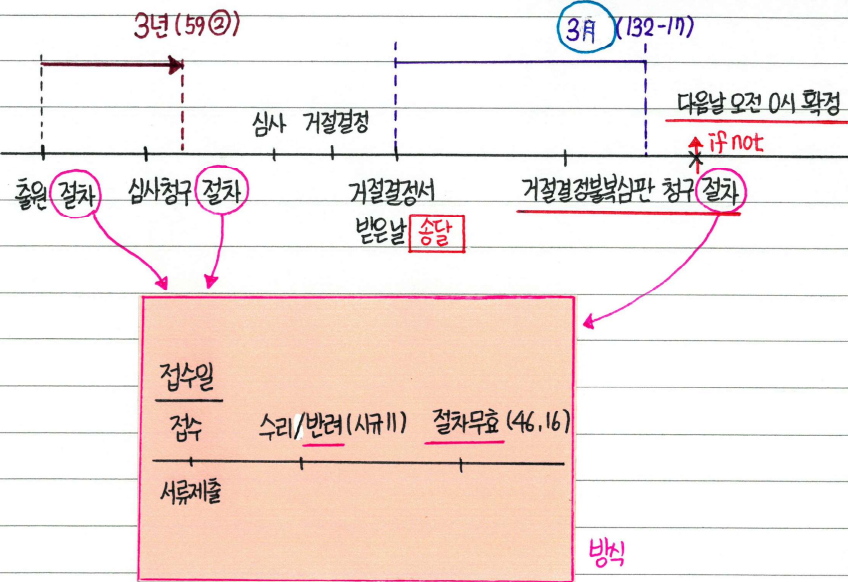 3년 (59②)
3月 (132-17)
심사 거절결정
다음날 오전 0시 확정
if not
출원 절차 심사청구 절차 거절결정서 거절결정불복심판 청구 절차
받은날 송달
접수일
접수 수리/반려(시규11) 절차무효(46,16)
서류제출
방식